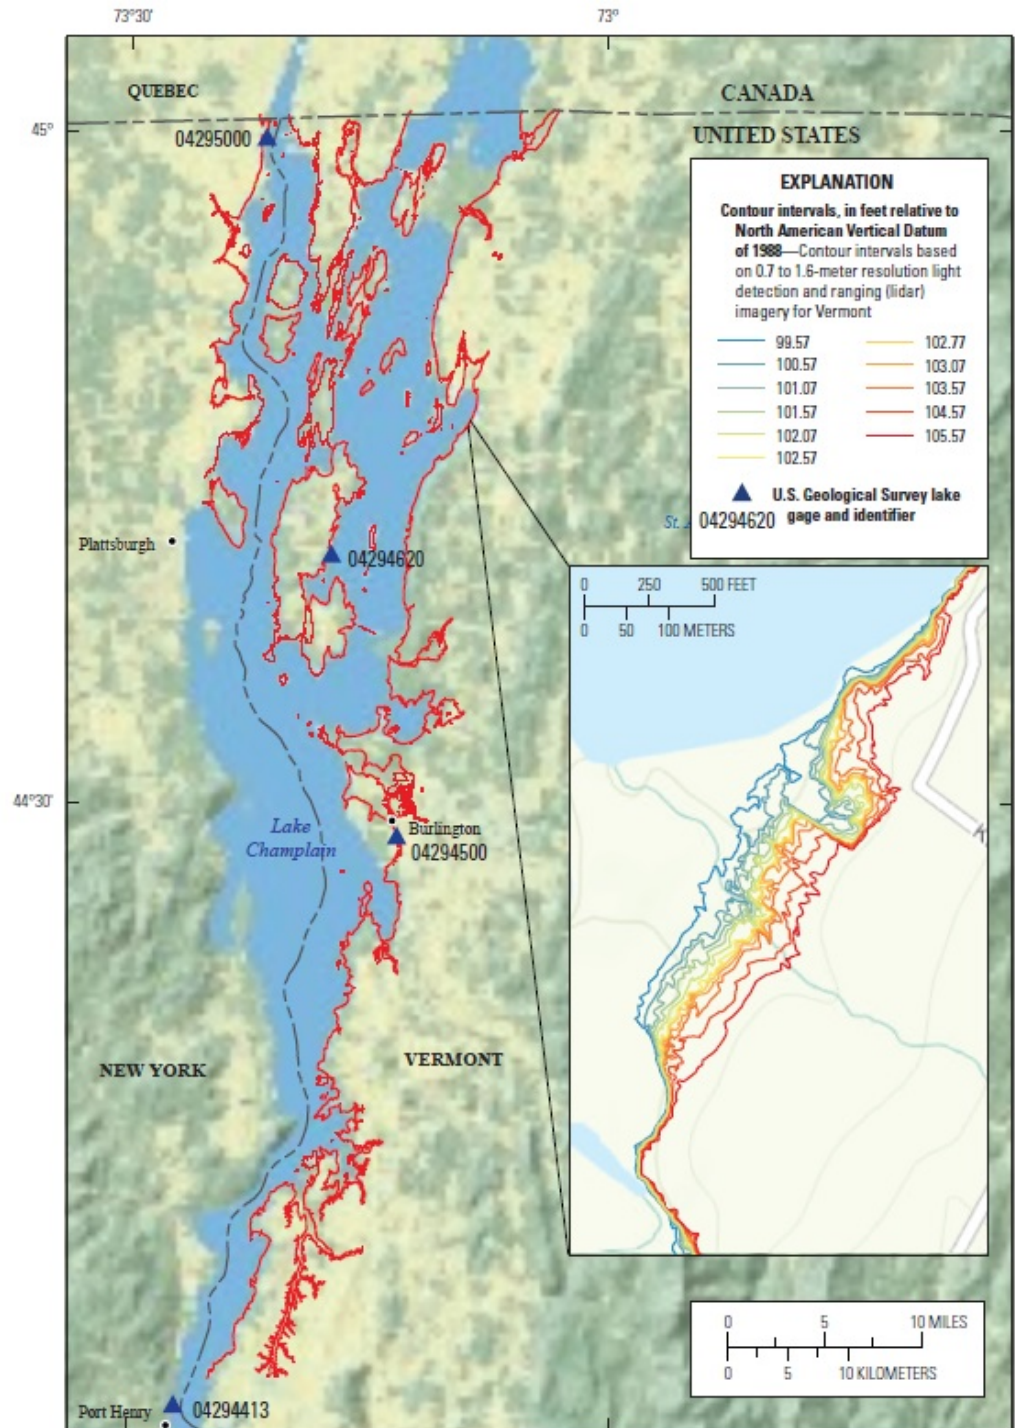 73°30'
73°
QUEBEC
CANADA
45°
04295000
UNITED STATES
EXPLANATION
Contour intervals, in feet relative to
North American Vertical Datum
of 1988—Contour intervals based
on 0.7 to 1.6-meter resolution light
detection and ranging (lidar)
imagery for Vermont
99.57
100.57
101.07
101.57
102.07
102.57
102.77
103.07
103.57
104.57
105.57
U.S. Geological Survey lake
gage and identifier
04294620
St.
Plattsburgh
04294620
0 250 500 FEET
0 50 100 METERS
44°30'
Lake
Champlain
Burlington
04294500
K
NEW YORK
VERMONT
0 5 10 MILES
0 5 10 KILOMETERS
Port Henry
04294413